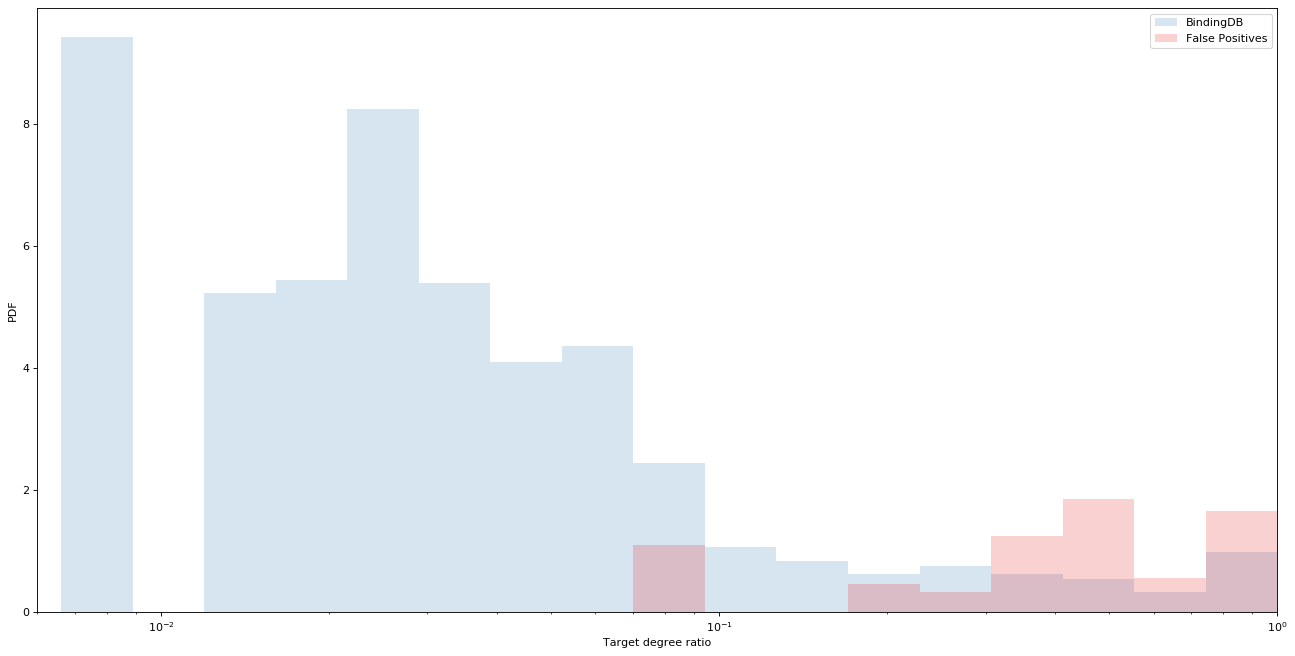 BindingDB
False Positives
PDF
8
6
4
2
0
10⁻²
10⁻¹
10⁰
Target degree ratio